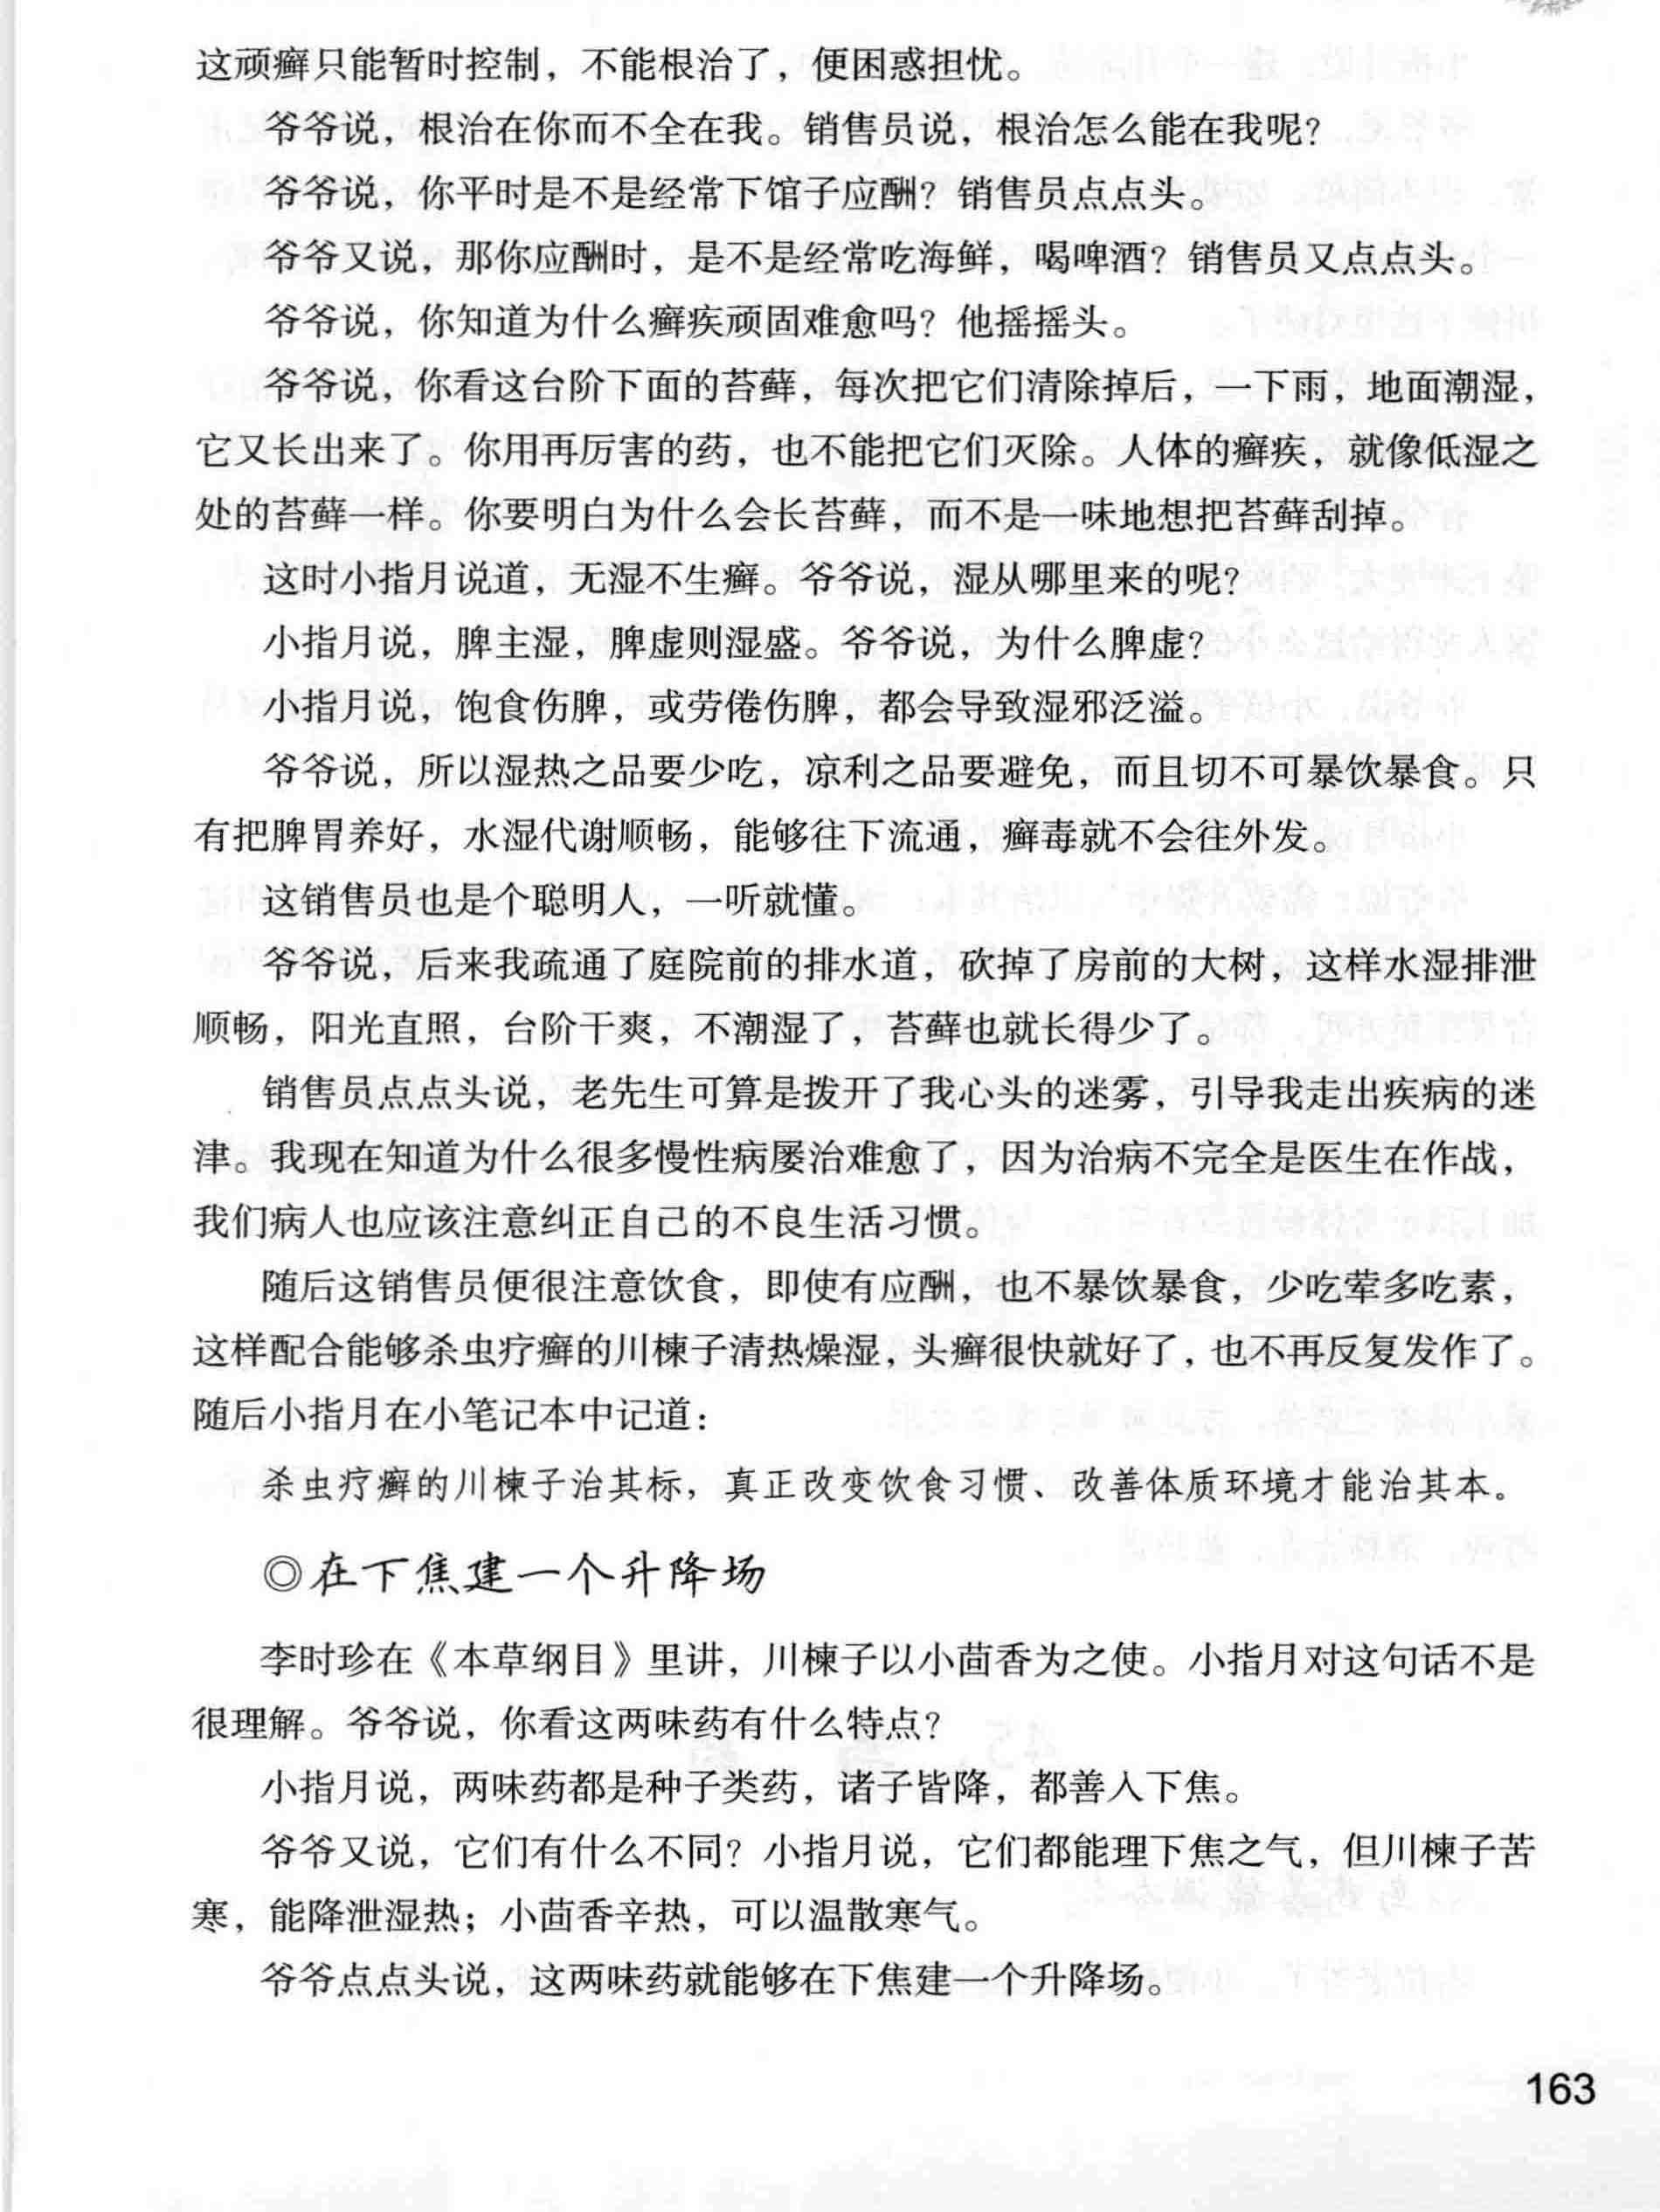 这顽癣只能暂时控制，不能根治了，便困惑担忧。
爷爷说，根治在你而不全在我。销售员说，根治怎么能在我呢？
爷爷说，你平时是不是经常下馆子应酬？销售员点点头。
爷爷又说，那你应酬时，是不是经常吃海鲜，喝啤酒？销售员又点点头。
爷爷说，你知道为什么癣疾顽固难愈吗？他摇摇头。
爷爷说，你看这台阶下面的苔藓，每次把它们清除掉后，一下雨，地面潮湿，
它又长出来了。你用再厉害的药，也不能把它们灭除。人体的癣疾，就像低湿之
处的苔藓一样。你要明白为什么会长苔藓，而不是一味地想把苔藓刮掉。
这时小指月说道，无湿不生癣。爷爷说，湿从哪里来的呢？
小指月说，脾主湿，脾虚则湿盛。爷爷说，为什么脾虚？
小指月说，饱食伤脾，或劳倦伤脾，都会导致湿邪泛溢。
爷爷说，所以湿热之品要少吃，凉利之品要避免，而且切不可暴饮暴食。只
有把脾胃养好，水湿代谢顺畅，能够往下流通，癣毒就不会往外发。
这销售员也是个聪明人，一听就懂。
爷爷说，后来我疏通了庭院前的排水道，砍掉了房前的大树，这样水湿排泄
顺畅，阳光直照，台阶干爽，不潮湿了，苔藓也就长得少了。
销售员点点头说，老先生可算是拨开了我心头的迷雾，引导我走出疾病的迷
津。我现在知道为什么很多慢性病屡治难愈了，因为治病不完全是医生在作战，
我们病人也应该注意纠正自己的不良生活习惯。
随后这销售员便很注意饮食，即使有应酬，也不暴饮暴食，少吃荤多吃素，
这样配合能够杀虫疗癣的川楝子清热燥湿，头癣很快就好了，也不再反复发作了。
随后小指月在小笔记本中记道：
杀虫疗癣的川楝子治其标，真正改变饮食习惯、改善体质环境才能治其本。
◎在下焦建一个升降场
李时珍在《本草纲目》里讲，川楝子以小茴香为之使。小指月对这句话不是
很理解。爷爷说，你看这两味药有什么特点？
小指月说，两味药都是种子类药，诸子皆降，都善入下焦。
爷爷又说，它们有什么不同？小指月说，它们都能理下焦之气，但川楝子苦
寒，能降泄湿热；小茴香辛热，可以温散寒气。
爷爷点点头说，这两味药就能够在下焦建一个升降场。
163